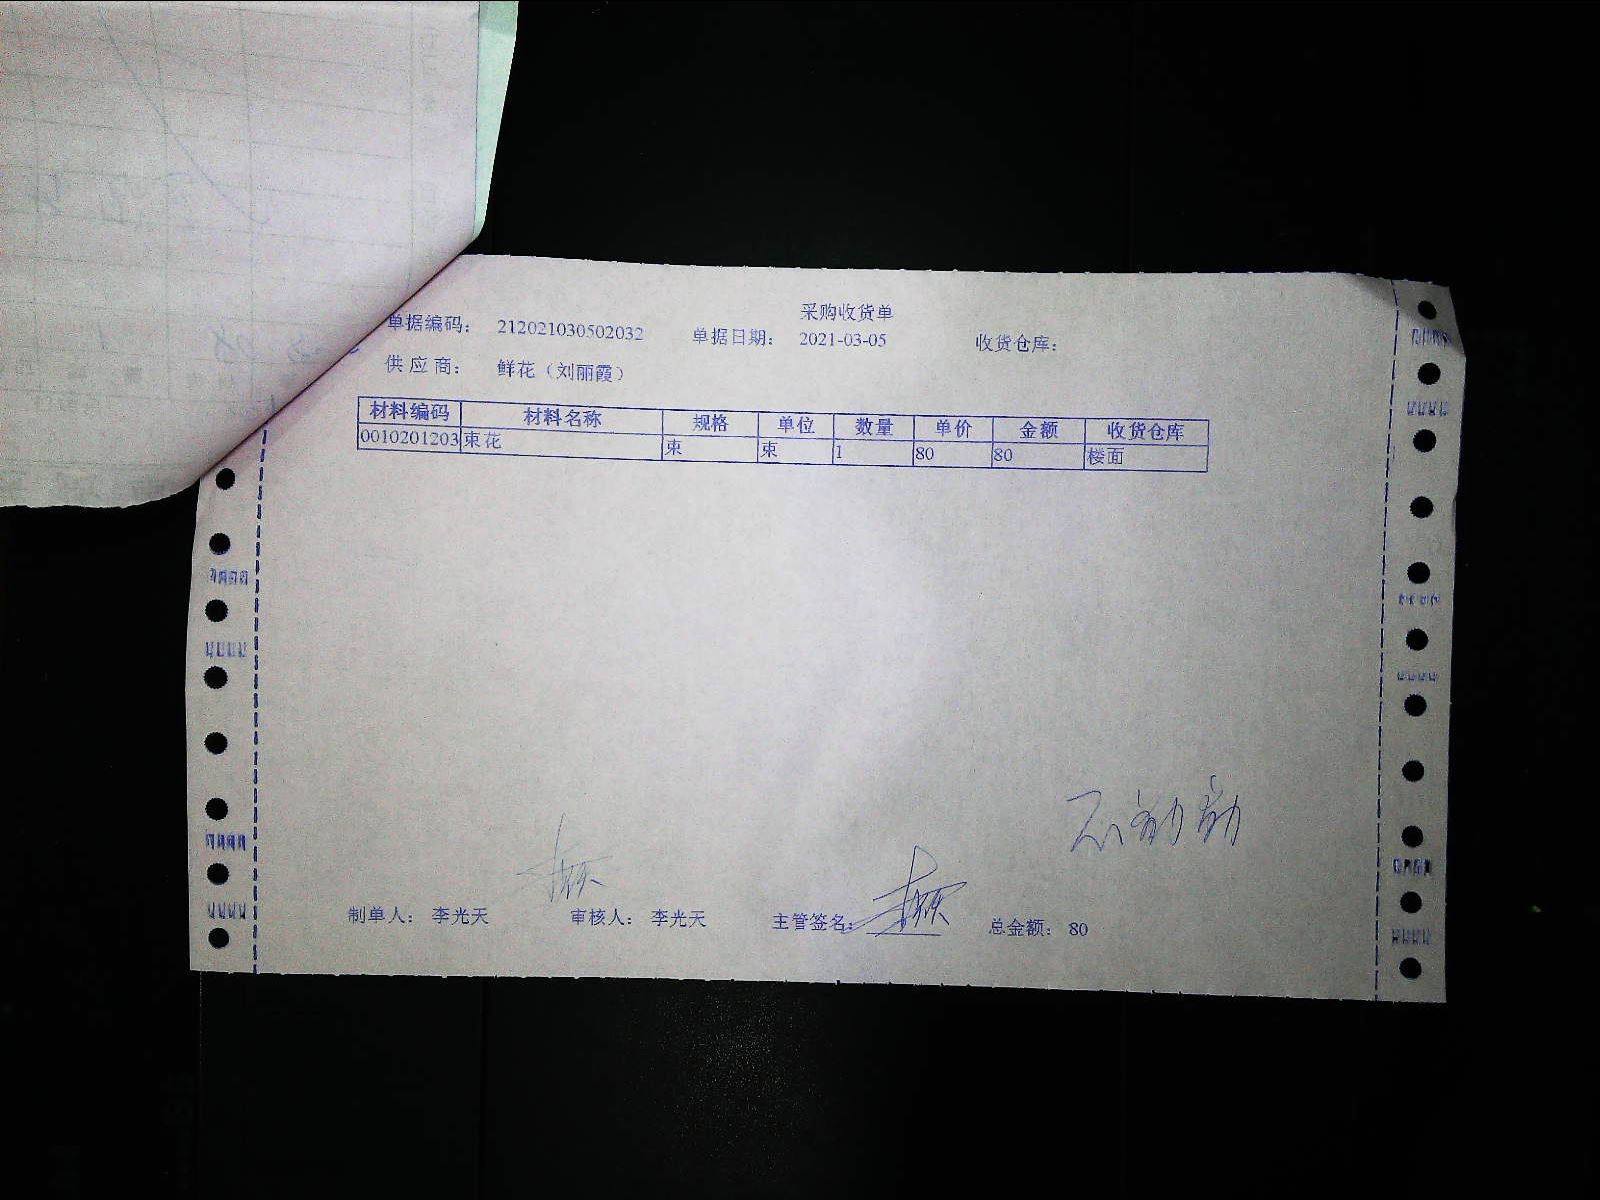 采购收货单
单据编码： 212021030502032 单据日期： 2021-03-05 收货仓库：
供 应 商： 鲜花（刘丽霞）
材料编码 材料名称 规格 单位 数量 单价 金额 收货仓库
0010201203 束花 束 束 1 80 80 楼面
制单人： 李光天 审核人： 李光天 主管签名： 总金额： 80